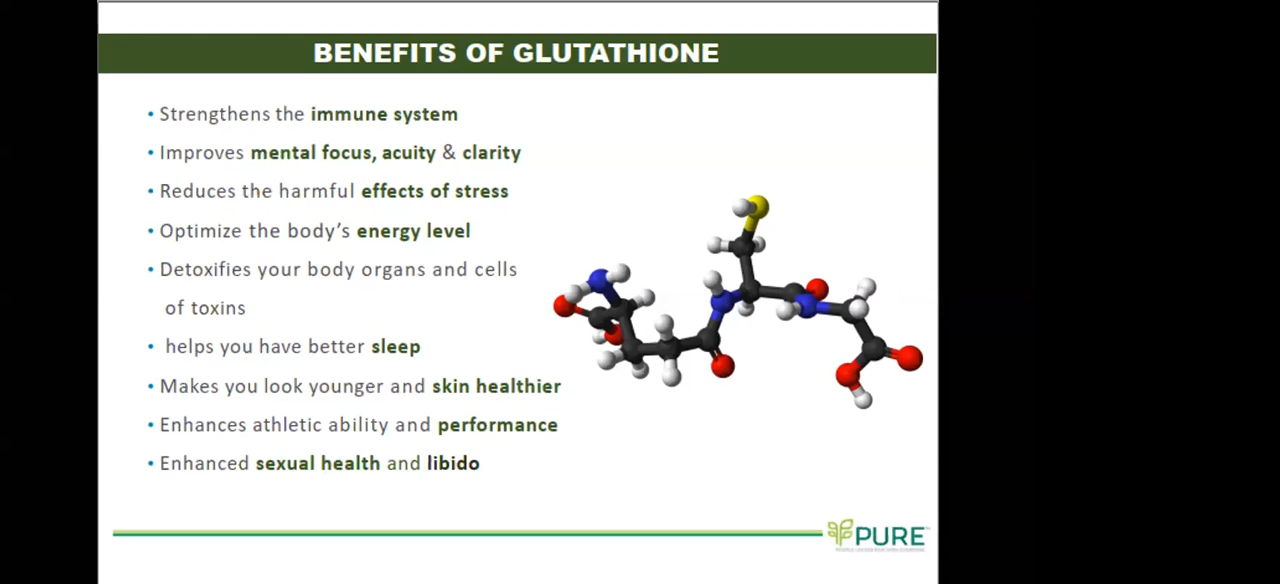 BENEFITS OF GLUTATHIONE
• Strengthens the immune system
• Improves mental focus, acuity & clarity
• Reduces the harmful effects of stress
• Optimize the body's energy level
• Detoxifies your body organs and cells
of toxins
• helps you have better sleep
• Makes you look younger and skin healthier
• Enhances athletic ability and performance
• Enhanced sexual health and libido
PURE